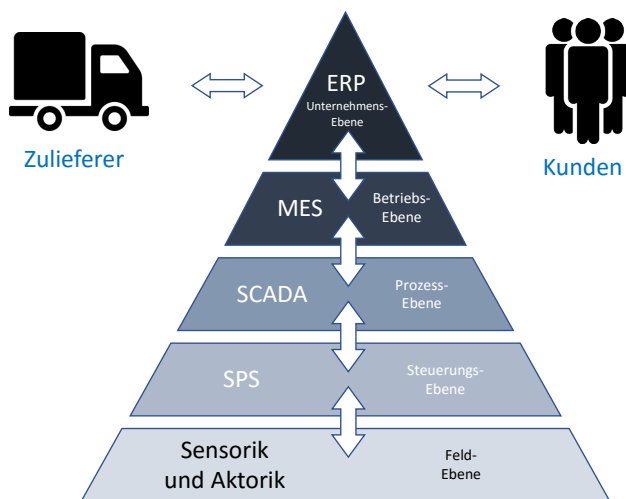 ERP
Unternehmens-
Ebene
Zulieferer
Kunden
MES
Betriebs-
Ebene
SCADA
Prozess-
Ebene
SPS
Steuerungs-
Ebene
Sensorik
und Aktorik
Feld-
Ebene